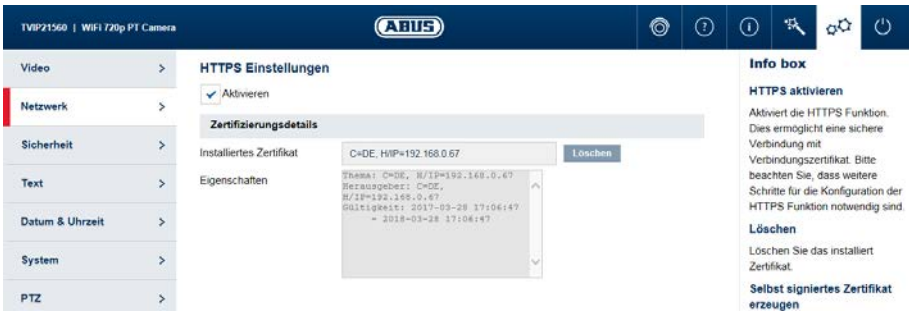 TVIP21560 | WiFi 720p PT Camera
ABUS
Video
Netzwerk
Sicherheit
Text
Datum & Uhrzeit
System
PTZ
HTTPS Einstellungen
Aktivieren
Zertifizierungsdetails
Installiertes Zertifikat
C=DE, H/IP=192.168.0.67
Löschen
Eigenschaften
Thema: C=DE, H/IP=192.168.0.67
Herausgeber: C=DE,
H/IP=192.168.0.67
Gültigkeit: 2017-03-28 17:06:47
- 2018-03-28 17:06:47
Info box
HTTPS aktivieren
Aktiviert die HTTPS Funktion.
Dies ermöglicht eine sichere
Verbindung mit
Verbindungszertifikat. Bitte
beachten Sie, dass weitere
Schritte für die Konfiguration der
HTTPS Funktion notwendig sind.
Löschen
Löschen Sie das installiert
Zertifikat.
Selbst signiertes Zertifikat
erzeugen